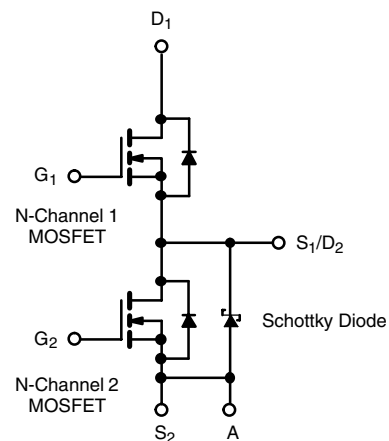 D1
G1
N-Channel 1
MOSFET
S1/D2
G2
Schottky Diode
N-Channel 2
MOSFET
S2
A